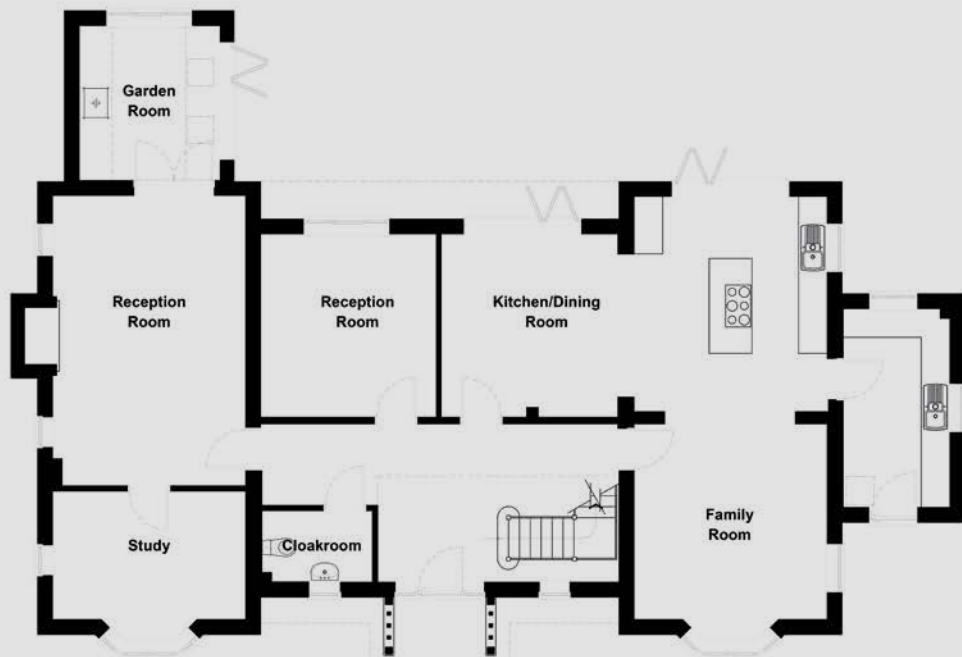 Garden
Room
Reception
Room
Reception
Room
Kitchen/Dining
Room
Study
Cloakroom
Family
Room